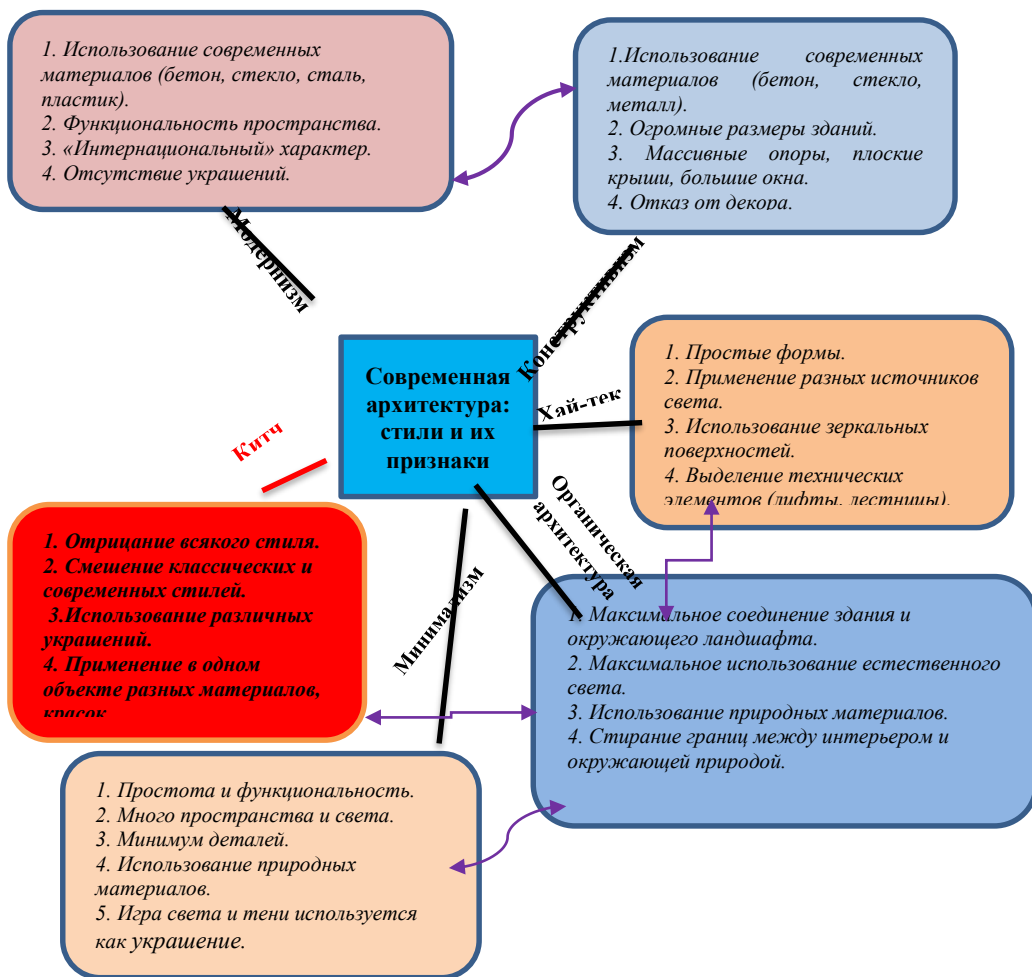 1. Использование современных
материалов (бетон, стекло, сталь,
пластик).
2. Функциональность пространства.
3. «Интернациональный» характер.
4. Отсутствие украшений.
1.Использование современных
материалов (бетон, стекло,
металл).
2. Огромные размеры зданий.
3. Массивные опоры, плоские
крыши, большие окна.
4. Отказ от декора.
Модернизм
Конструктивизм
Современная
архитектура:
стили и их
признаки
Хай-тек
1. Простые формы.
2. Применение разных источников
света.
3. Использование зеркальных
поверхностей.
4. Выделение технических
элементов (лифты, лестницы).
Китч
1. Отрицание всякого стиля.
2. Смешение классических и
современных стилей.
3.Использование различных
украшений.
4. Применение в одном
объекте разных материалов,
красок
Органическая
архитектура
1. Максимальное соединение здания и
окружающего ландшафта.
2. Максимальное использование естественного
света.
3. Использование природных материалов.
4. Стирание границ между интерьером и
окружающей природой.
Минимализм
1. Простота и функциональность.
2. Много пространства и света.
3. Минимум деталей.
4. Использование природных
материалов.
5. Игра света и тени используется
как украшение.